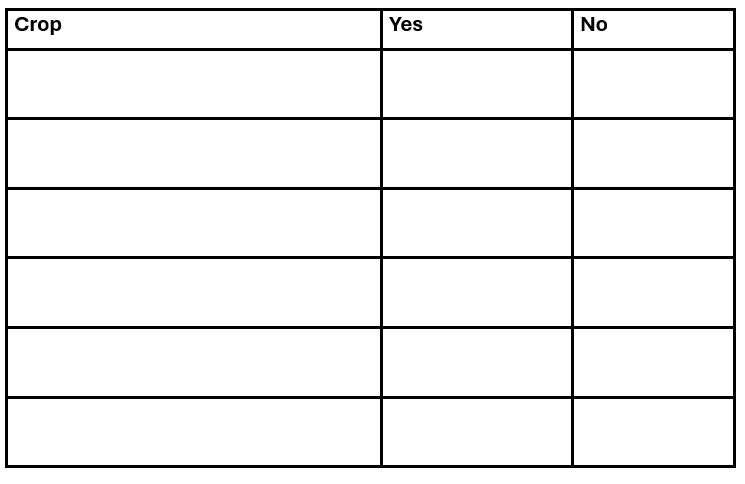 Crop Yes No